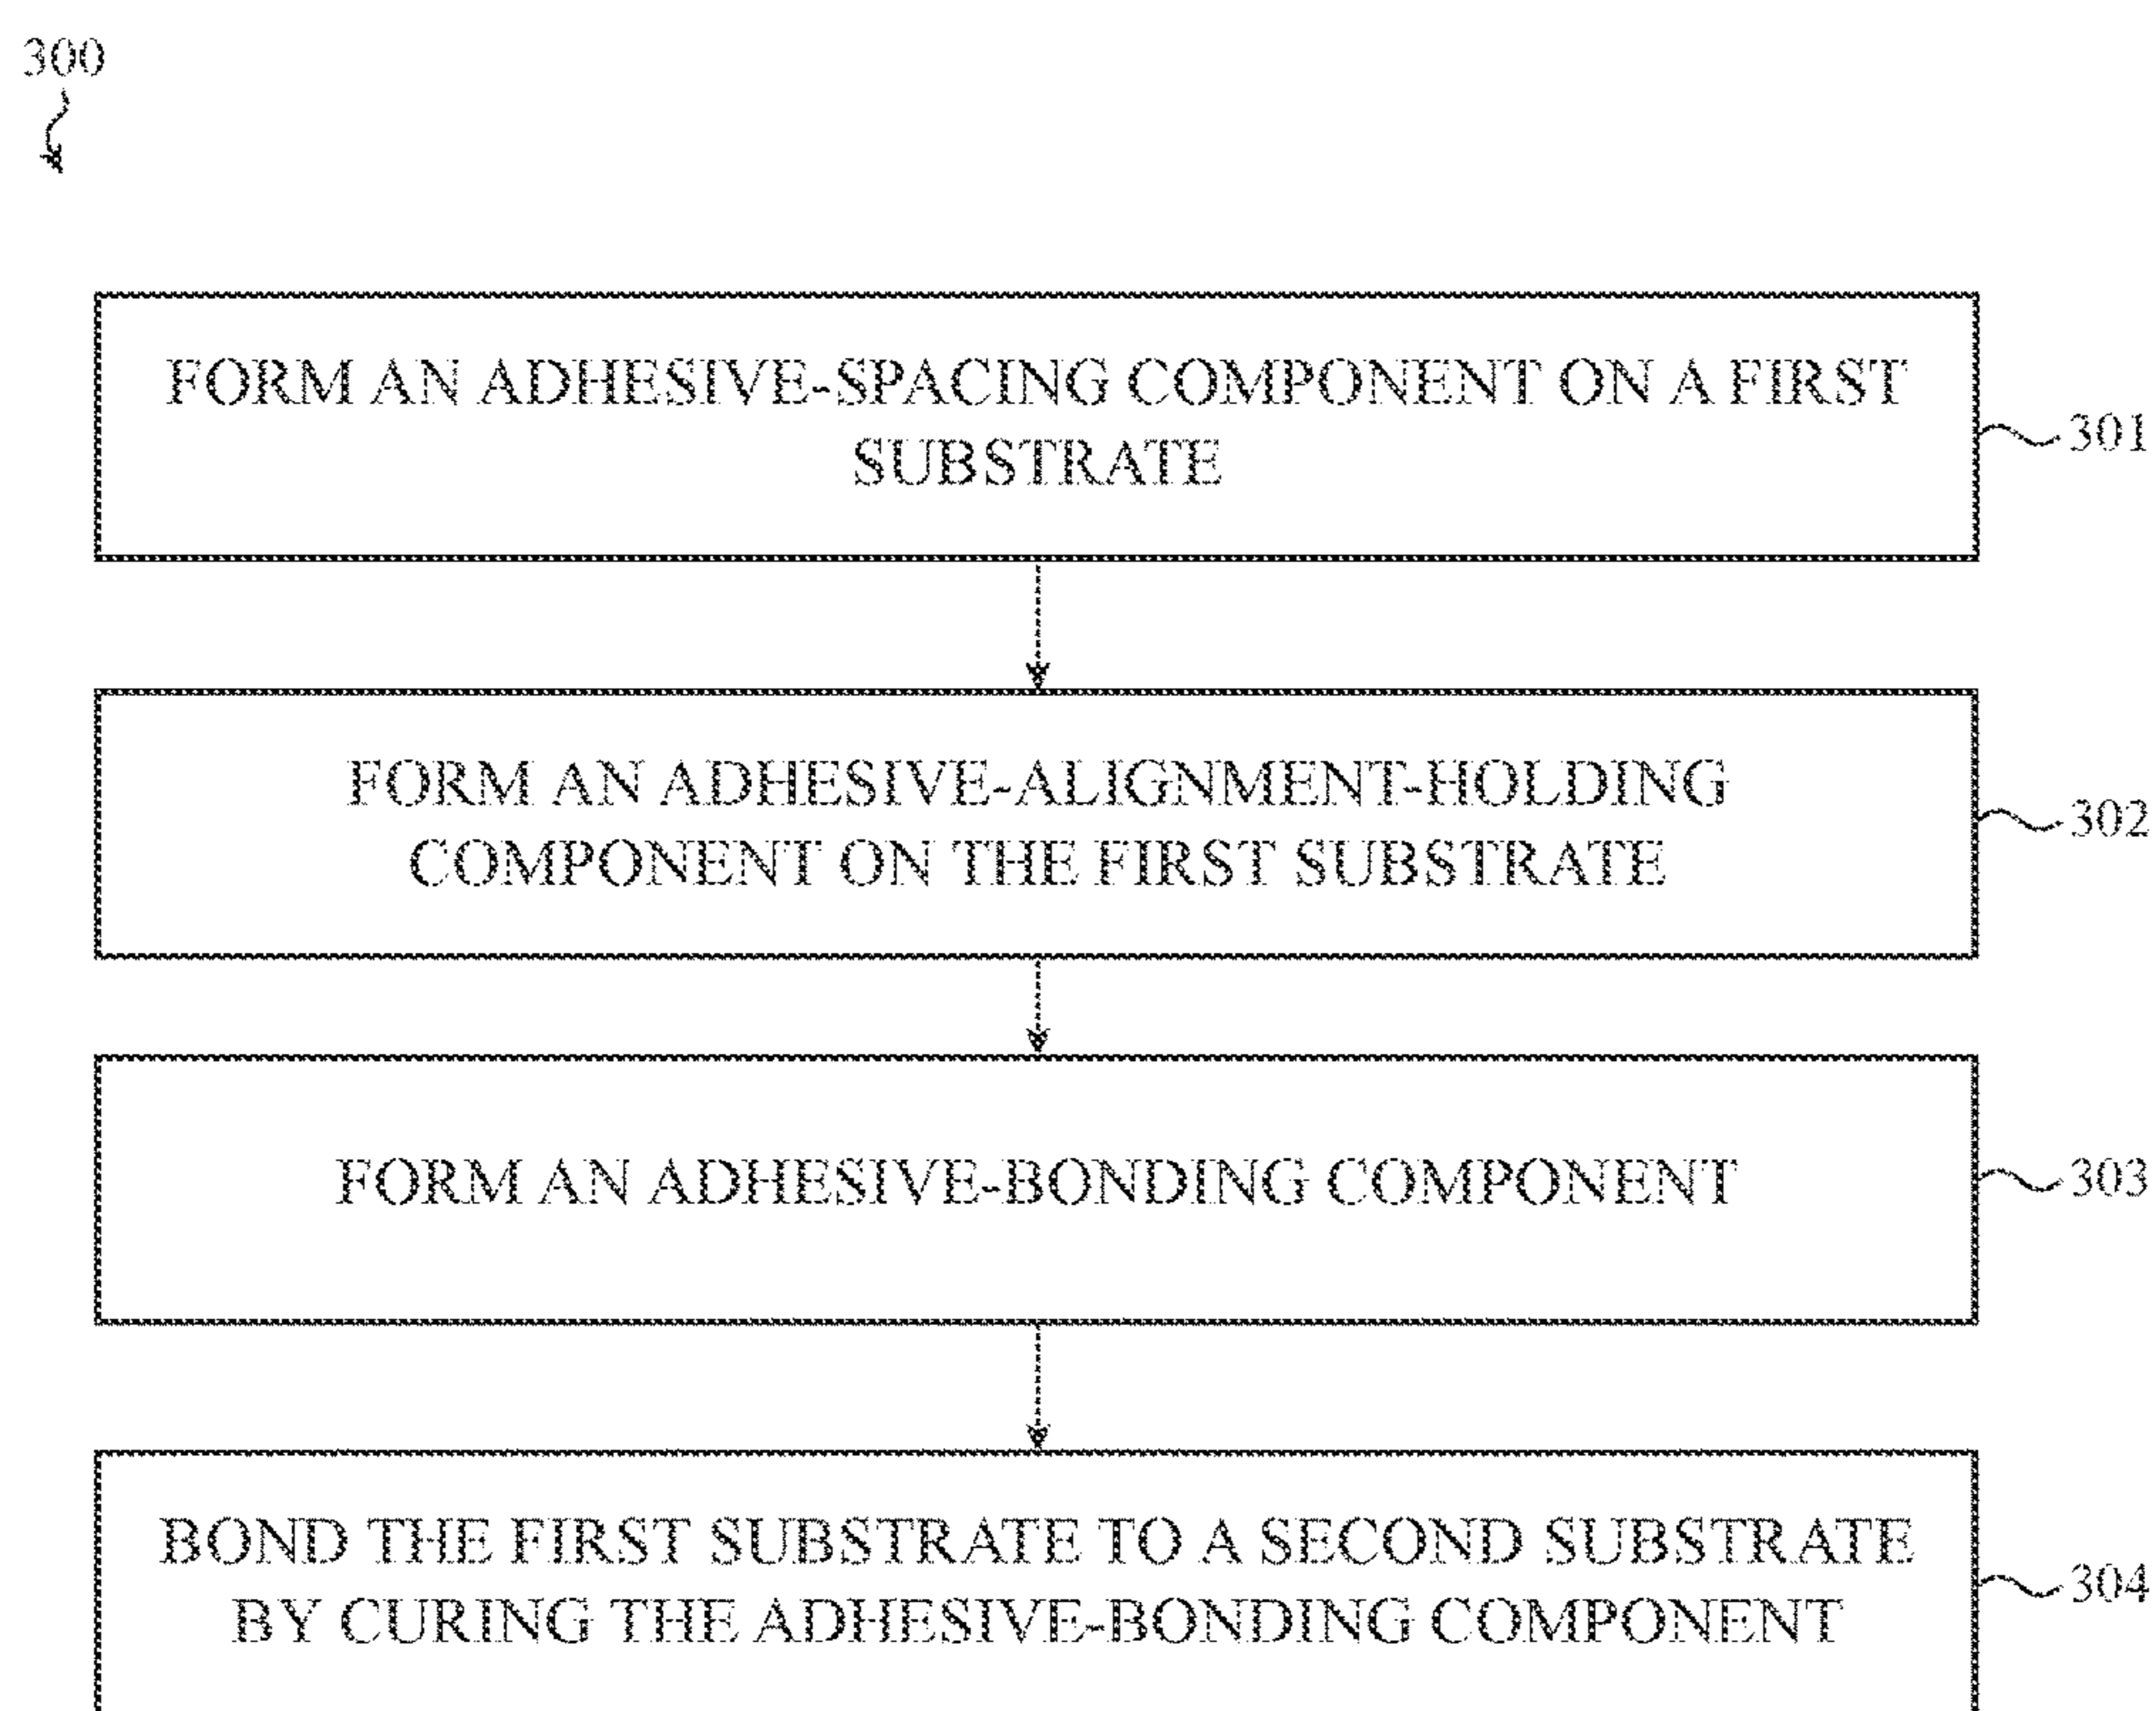 300
FORM AN ADHESIVE-SPACING COMPONENT ON A FIRST
SUBSTRATE
301
FORM AN ADHESIVE-ALIGNMENT-HOLDING
COMPONENT ON THE FIRST SUBSTRATE
302
FORM AN ADHESIVE-BONDING COMPONENT
303
BOND THE FIRST SUBSTRATE TO A SECOND SUBSTRATE
BY CURING THE ADHESIVE-BONDING COMPONENT
304